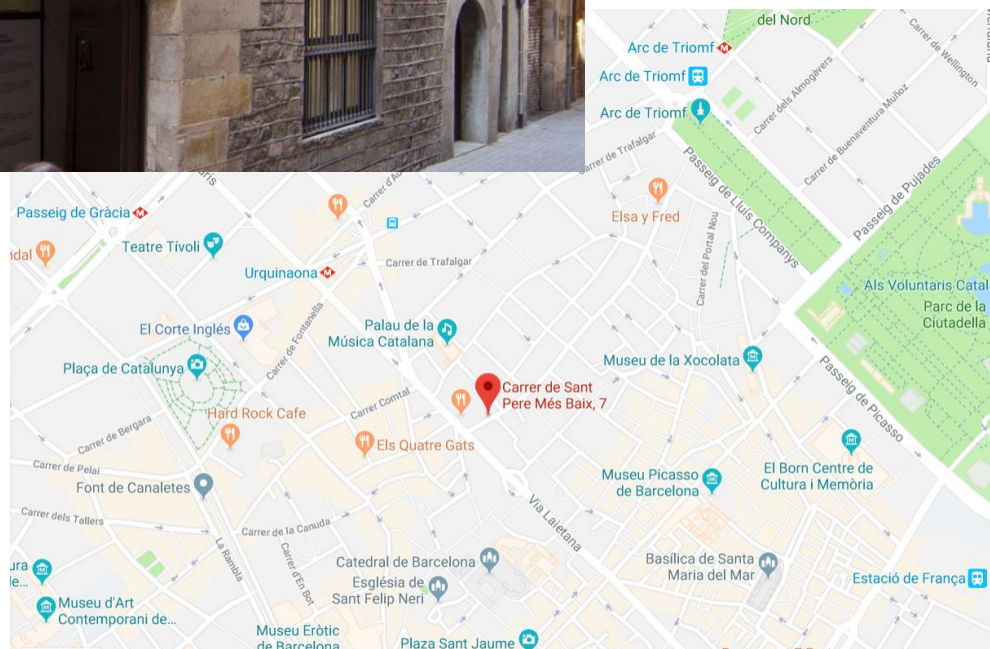 del Nord
Arc de Triomf
Arc de Triomf
Arc de Triomf
Carrer de Wellington
Carrer dels Almogàvers
Carrer de Buenaventura Muñoz
Carrer de Trafalgar
Passeig de Lluís Companys
Passeig de Pujades
Passeig de Gràcia
Elsa y Fred
Teatre Tívoli
Carrer de Trafalgar
Urquinaona
Carrer del Portal Nou
Als Voluntaris Catal
Parc de la
Ciutadella
El Corte Inglés
Carrer de Fontanella
Palau de la
Música Catalana
Museu de la Xocolata
Plaça de Catalunya
Carrer de Sant
Pere Més Baix, 7
Passeig de Picasso
Carrer Comtal
Hard Rock Cafe
Carrer de Bergara
Els Quatre Gats
Carrer de Pelai
Font de Canaletes
Museu Picasso
de Barcelona
El Born Centre de
Cultura i Memòria
Via Laietana
Carrer dels Tallers
Carrer de la Canuda
La Rambla
Carrer d'En Bot
Catedral de Barcelona
Església de
Sant Felip Neri
Basílica de Santa
Maria del Mar
Estació de França
Museu d'Art
Contemporani de...
Museu Eròtic
de Barcelona
Plaza Sant Jaume